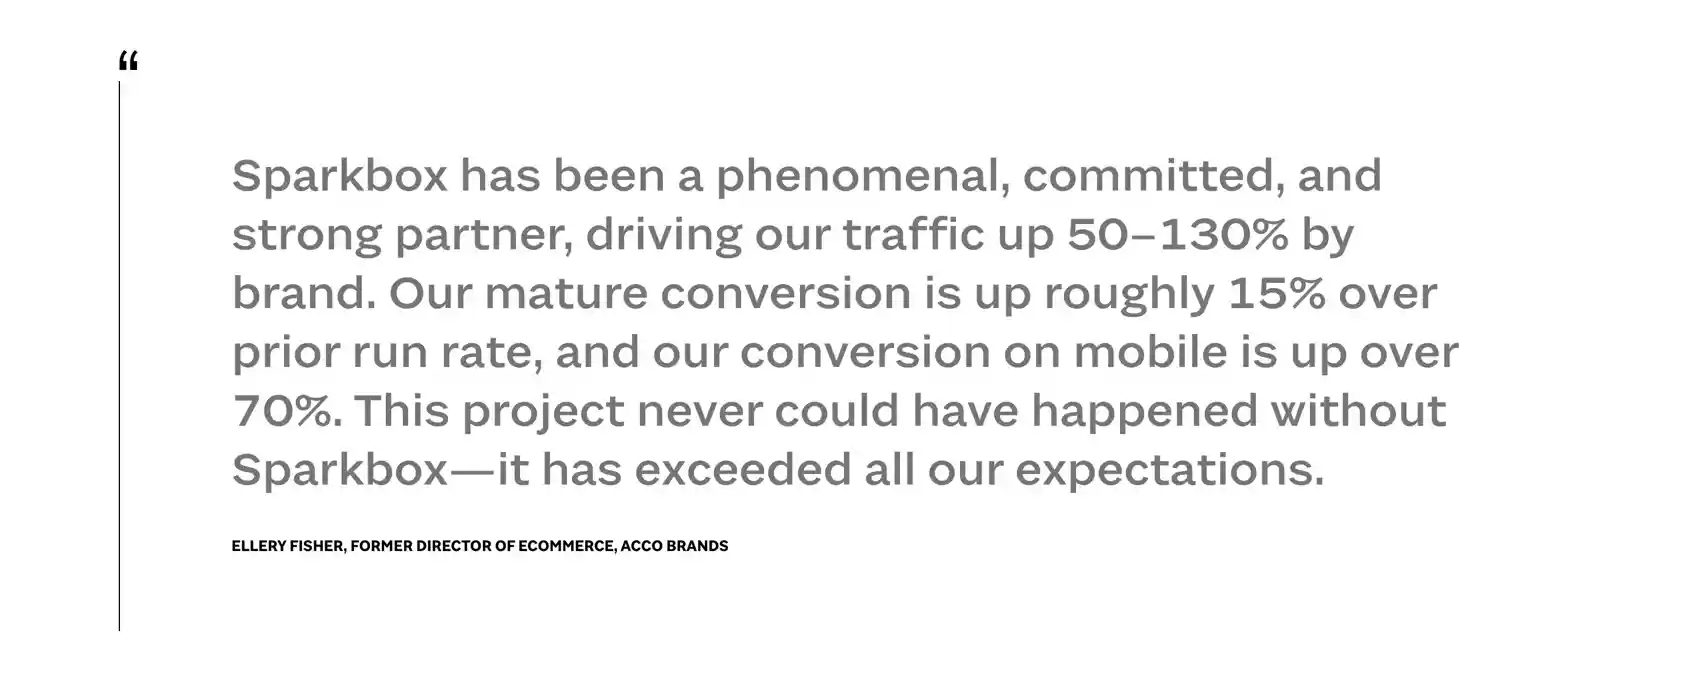 “
Sparkbox has been a phenomenal, committed, and
strong partner, driving our traffic up 50–130% by
brand. Our mature conversion is up roughly 15% over
prior run rate, and our conversion on mobile is up over
70%. This project never could have happened without
Sparkbox—it has exceeded all our expectations.
ELLERY FISHER, FORMER DIRECTOR OF ECOMMERCE, ACCO BRANDS